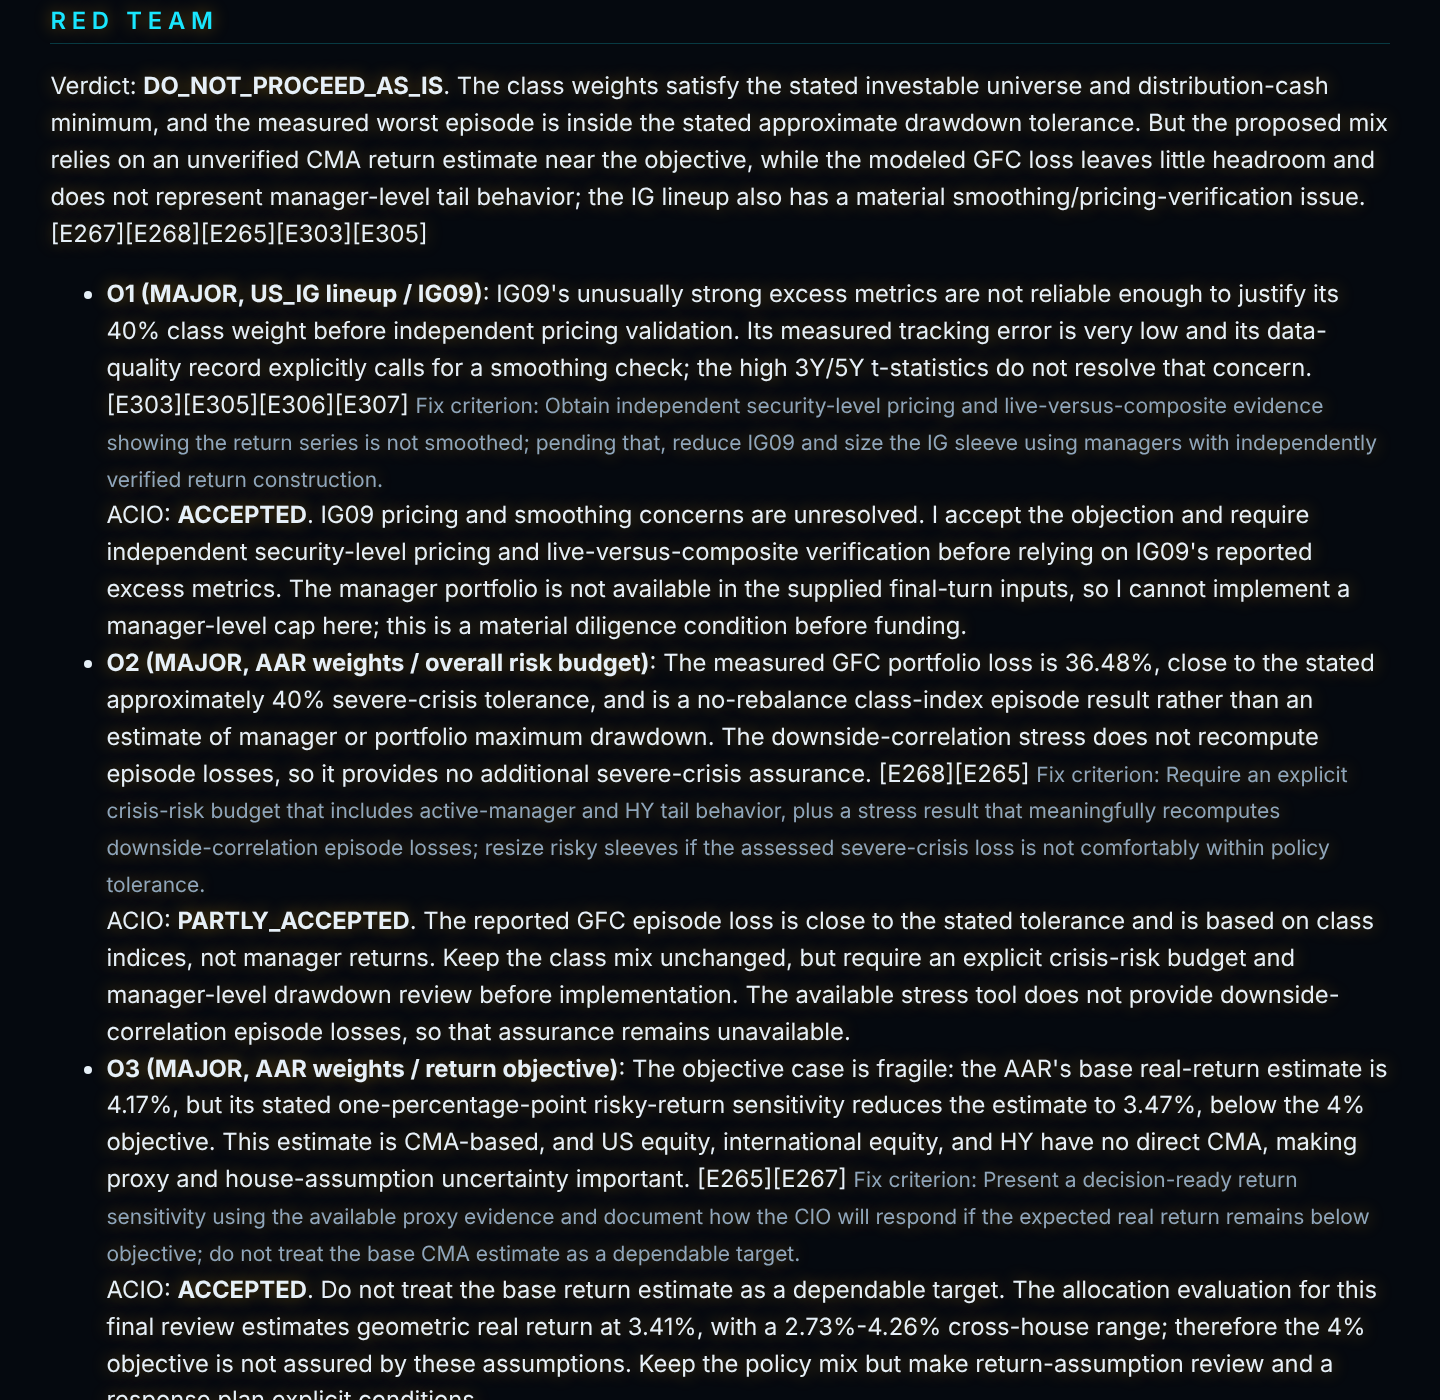 RED TEAM
Verdict: DO_NOT_PROCEED_AS_IS. The class weights satisfy the stated investable universe and distribution-cash
minimum, and the measured worst episode is inside the stated approximate drawdown tolerance. But the proposed mix
relies on an unverified CMA return estimate near the objective, while the modeled GFC loss leaves little headroom and
does not represent manager-level tail behavior; the IG lineup also has a material smoothing/pricing-verification issue.
[E267][E268][E265][E303][E305]
• O1 (MAJOR, US_IG lineup / IG09): IG09's unusually strong excess metrics are not reliable enough to justify its
40% class weight before independent pricing validation. Its measured tracking error is very low and its data-
quality record explicitly calls for a smoothing check; the high 3Y/5Y t-statistics do not resolve that concern.
[E303][E305][E306][E307] Fix criterion: Obtain independent security-level pricing and live-versus-composite evidence
showing the return series is not smoothed; pending that, reduce IG09 and size the IG sleeve using managers with independently
verified return construction.
ACIO: ACCEPTED. IG09 pricing and smoothing concerns are unresolved. I accept the objection and require
independent security-level pricing and live-versus-composite verification before relying on IG09's reported
excess metrics. The manager portfolio is not available in the supplied final-turn inputs, so I cannot implement a
manager-level cap here; this is a material diligence condition before funding.
• O2 (MAJOR, AAR weights / overall risk budget): The measured GFC portfolio loss is 36.48%, close to the stated
approximately 40% severe-crisis tolerance, and is a no-rebalance class-index episode result rather than an
estimate of manager or portfolio maximum drawdown. The downside-correlation stress does not recompute
episode losses, so it provides no additional severe-crisis assurance. [E268][E265] Fix criterion: Require an explicit
crisis-risk budget that includes active-manager and HY tail behavior, plus a stress result that meaningfully recomputes
downside-correlation episode losses; resize risky sleeves if the assessed severe-crisis loss is not comfortably within policy
tolerance.
ACIO: PARTLY_ACCEPTED. The reported GFC episode loss is close to the stated tolerance and is based on class
indices, not manager returns. Keep the class mix unchanged, but require an explicit crisis-risk budget and
manager-level drawdown review before implementation. The available stress tool does not provide downside-
correlation episode losses, so that assurance remains unavailable.
• O3 (MAJOR, AAR weights / return objective): The objective case is fragile: the AAR's base real-return estimate is
4.17%, but its stated one-percentage-point risky-return sensitivity reduces the estimate to 3.47%, below the 4%
objective. This estimate is CMA-based, and US equity, international equity, and HY have no direct CMA, making
proxy and house-assumption uncertainty important. [E265][E267] Fix criterion: Present a decision-ready return
sensitivity using the available proxy evidence and document how the CIO will respond if the expected real return remains below
objective; do not treat the base CMA estimate as a dependable target.
ACIO: ACCEPTED. Do not treat the base return estimate as a dependable target. The allocation evaluation for this
final review estimates geometric real return at 3.41%, with a 2.73%-4.26% cross-house range; therefore the 4%
objective is not assured by these assumptions. Keep the policy mix but make return-assumption review and a
response plan explicit conditions.